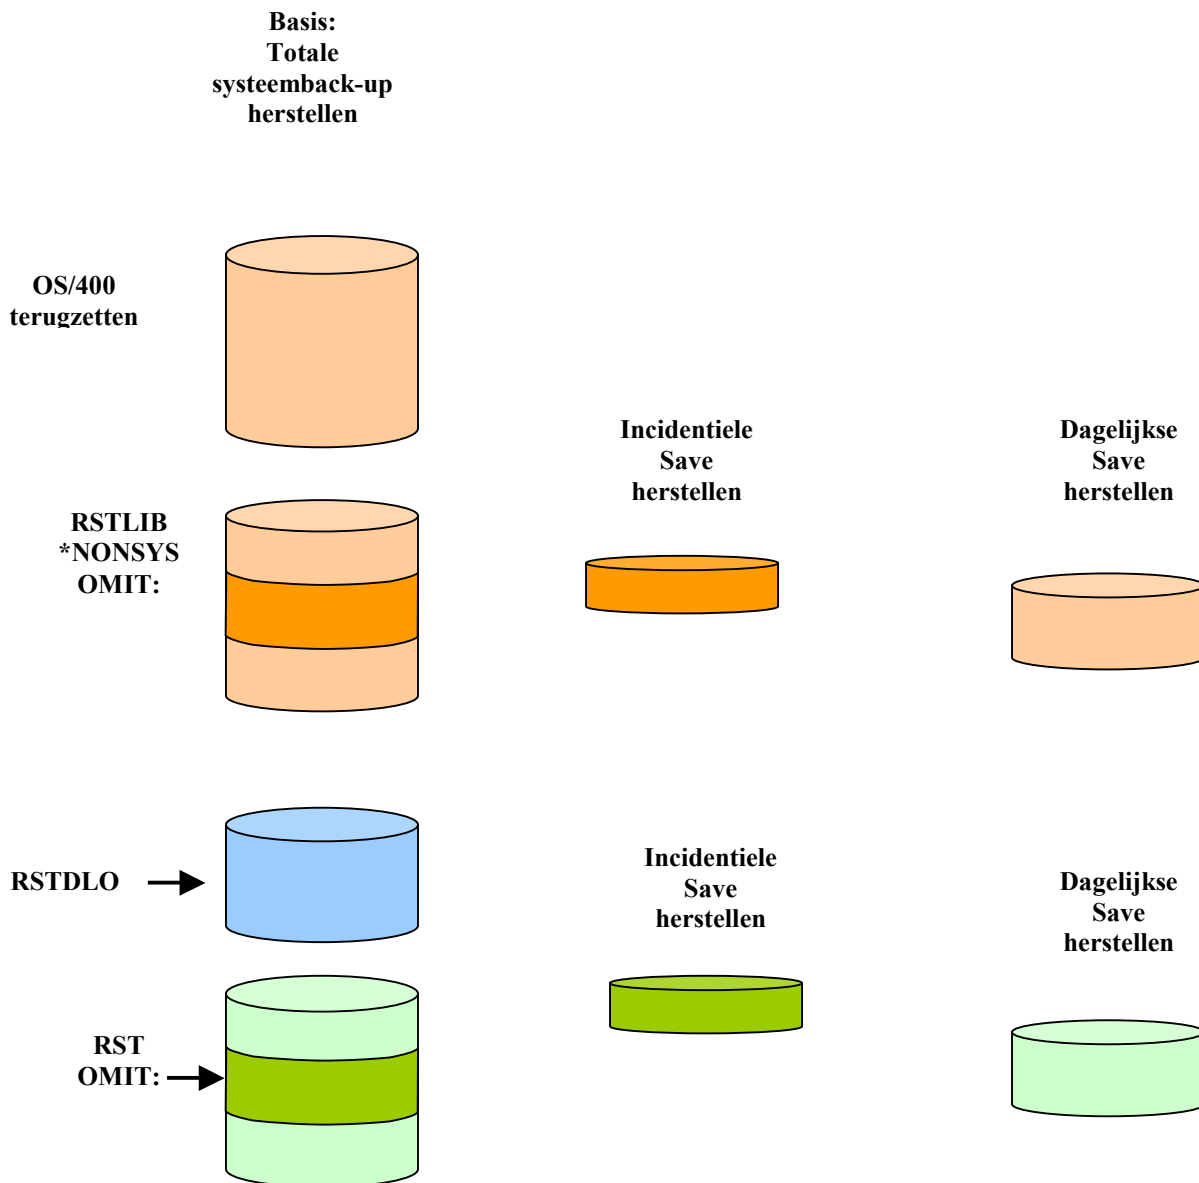 Basis:
Totale
systeemback-up
herstellen
OS/400
terugzetten
Incidentiele
Save
herstellen
Dagelijkse
Save
herstellen
RSTLIB
*NONSYS
OMIT:
RSTDLO
Incidentiele
Save
herstellen
Dagelijkse
Save
herstellen
RST
OMIT: